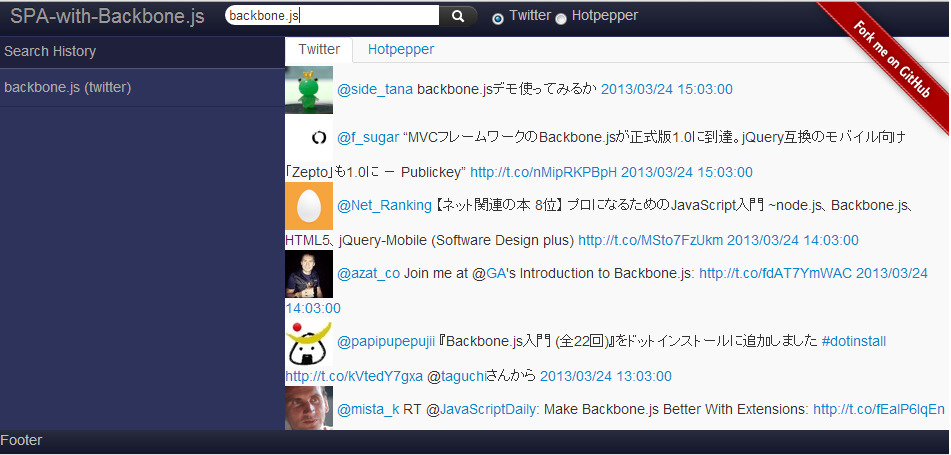 SPA-with-Backbone.js
backbone.js
Twitter Hotpepper
Fork me on GitHub
Search History
backbone.js (twitter)
Twitter Hotpepper
@side_tana backbone.jsデモ使ってみるか 2013/03/24 15:03:00
@f_sugar “MVCフレームワークのBackbone.jsが正式版1.0に到達。jQuery互換のモバイル向け
「Zepto」も1.0に － Publickey” http://t.co/nMipRKPBpH 2013/03/24 15:03:00
@Net_Ranking 【ネット関連の本 8位】 プロになるためのJavaScript入門 ~node.js、Backbone.js、
HTML5、jQuery-Mobile (Software Design plus) http://t.co/MSto7FzUkm 2013/03/24 14:03:00
@azat_co Join me at @GA's Introduction to Backbone.js: http://t.co/fdAT7YmWAC 2013/03/24
14:03:00
@papipupepujii 『Backbone.js入門 (全22回)』をドットインストールに追加しました #dotinstall
http://t.co/kVtedY7gxa @taguchiさんから 2013/03/24 13:03:00
@mista_k RT @JavaScriptDaily: Make Backbone.js Better With Extensions: http://t.co/fEalP6lqEn
Footer